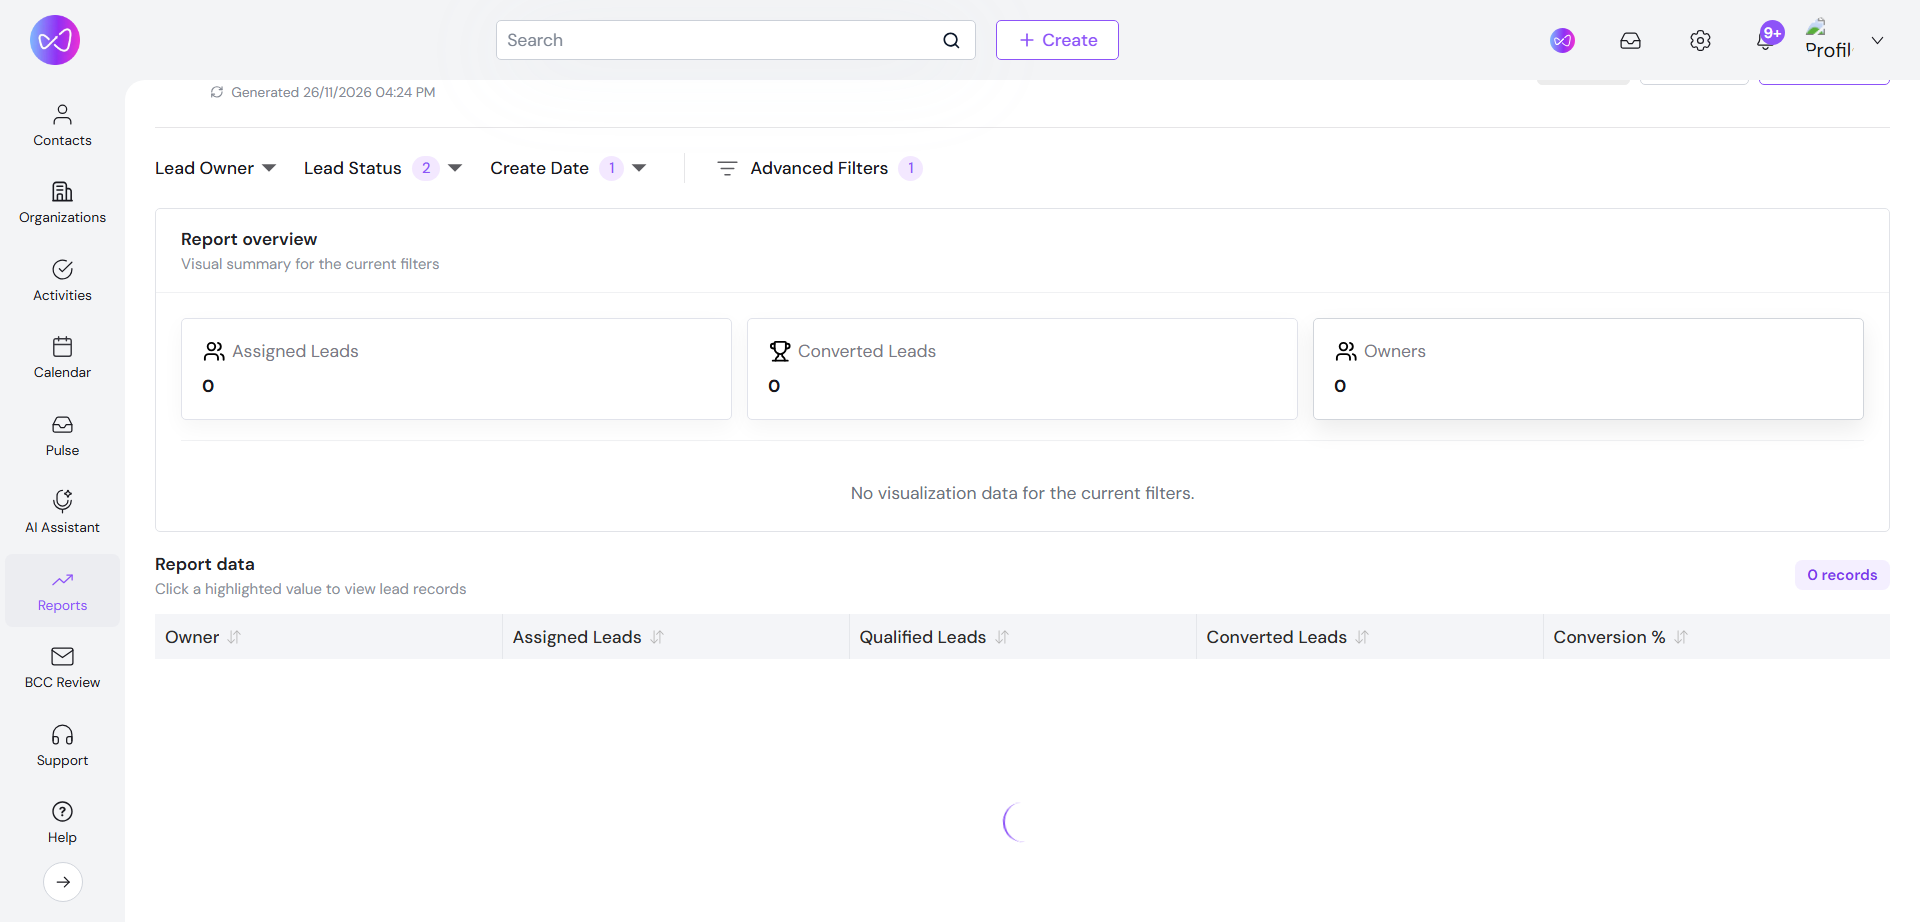 Search
Create
9+
Profil
Generated 26/11/2026 04:24 PM
Contacts
Organizations
Activities
Calendar
Pulse
AI Assistant
Reports
BCC Review
Support
Help
Lead Owner
Lead Status 2
Create Date 1
Advanced Filters 1
Report overview
Visual summary for the current filters
Assigned Leads
0
Converted Leads
0
Owners
0
No visualization data for the current filters.
Report data
Click a highlighted value to view lead records
0 records
Owner Assigned Leads Qualified Leads Converted Leads Conversion %